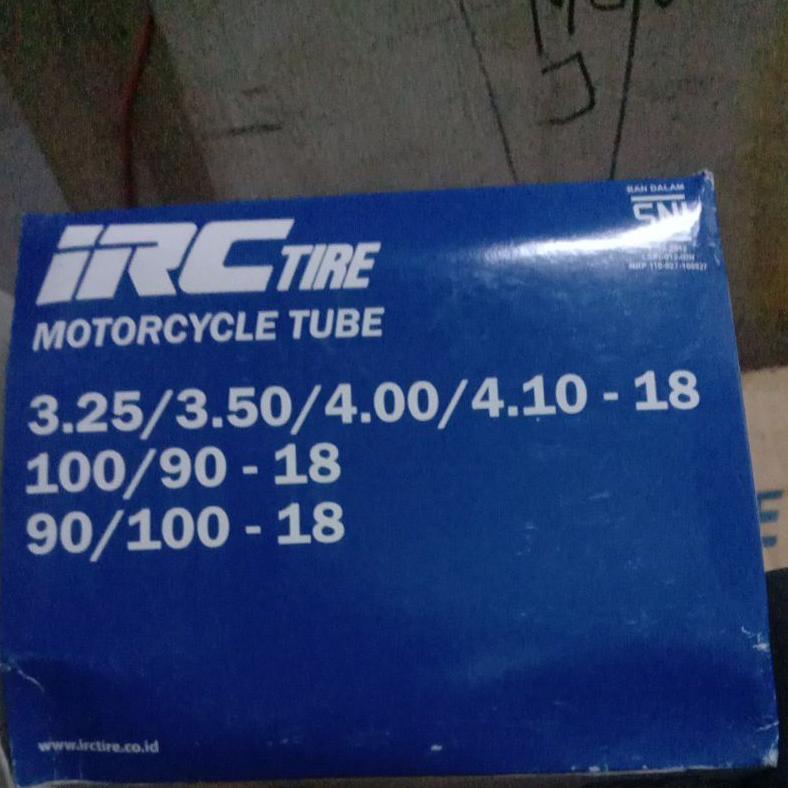 iRC TIRE
MOTORCYCLE TUBE
3.25/3.50/4.00/4.10 - 18
100/90 - 18
90/100 - 18
www.irctire.co.id
BAN DALAM
SNI